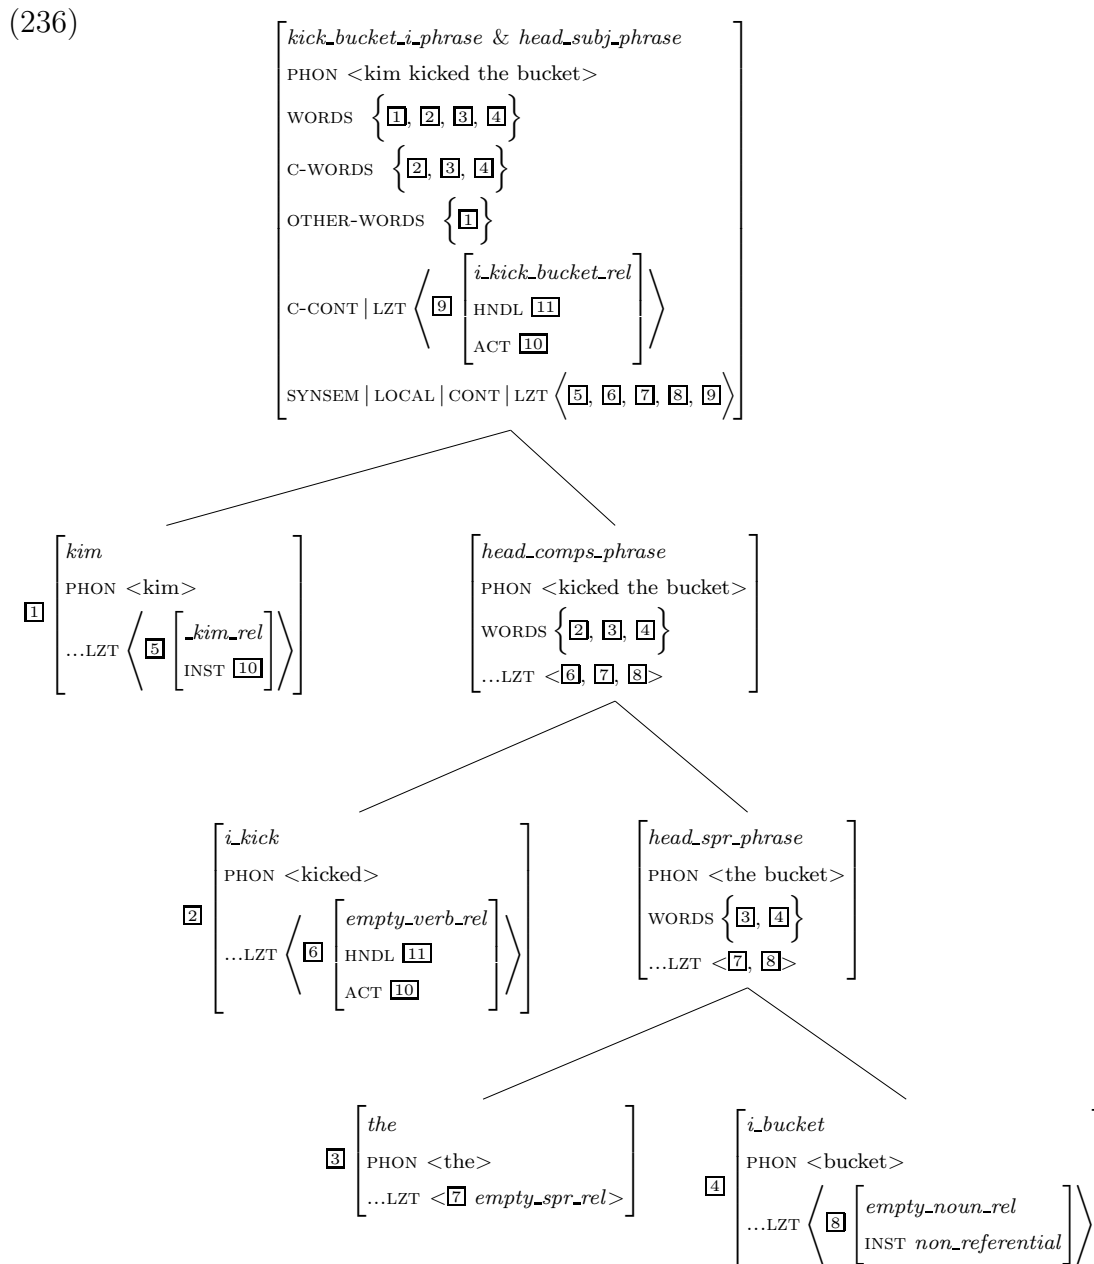 (236)
kick_bucket_i_phrase & head_subj_phrase
PHON <kim kicked the bucket>
WORDS { 1, 2, 3, 4 }
C-WORDS { 2, 3, 4 }
OTHER-WORDS { 1 }
i_kick_bucket_rel
C-CONT | LZT ⟨ 9 HNDL 11 ⟩
ACT 10
SYNSEM | LOCAL | CONT | LZT ⟨ 5, 6, 7, 8, 9 ⟩
1
kim
PHON <kim>
...LZT ⟨ 5 _kim_rel
INST 10 ⟩
head_comps_phrase
PHON <kicked the bucket>
WORDS { 2, 3, 4 }
...LZT <6, 7, 8>
2
i_kick
PHON <kicked>
empty_verb_rel
...LZT ⟨ 6 HNDL 11 ⟩
ACT 10
head_spr_phrase
PHON <the bucket>
WORDS { 3, 4 }
...LZT <7, 8>
3
the
PHON <the>
...LZT <7 empty_spr_rel>
4
i_bucket
PHON <bucket>
...LZT ⟨ 8 empty_noun_rel
INST non_referential ⟩